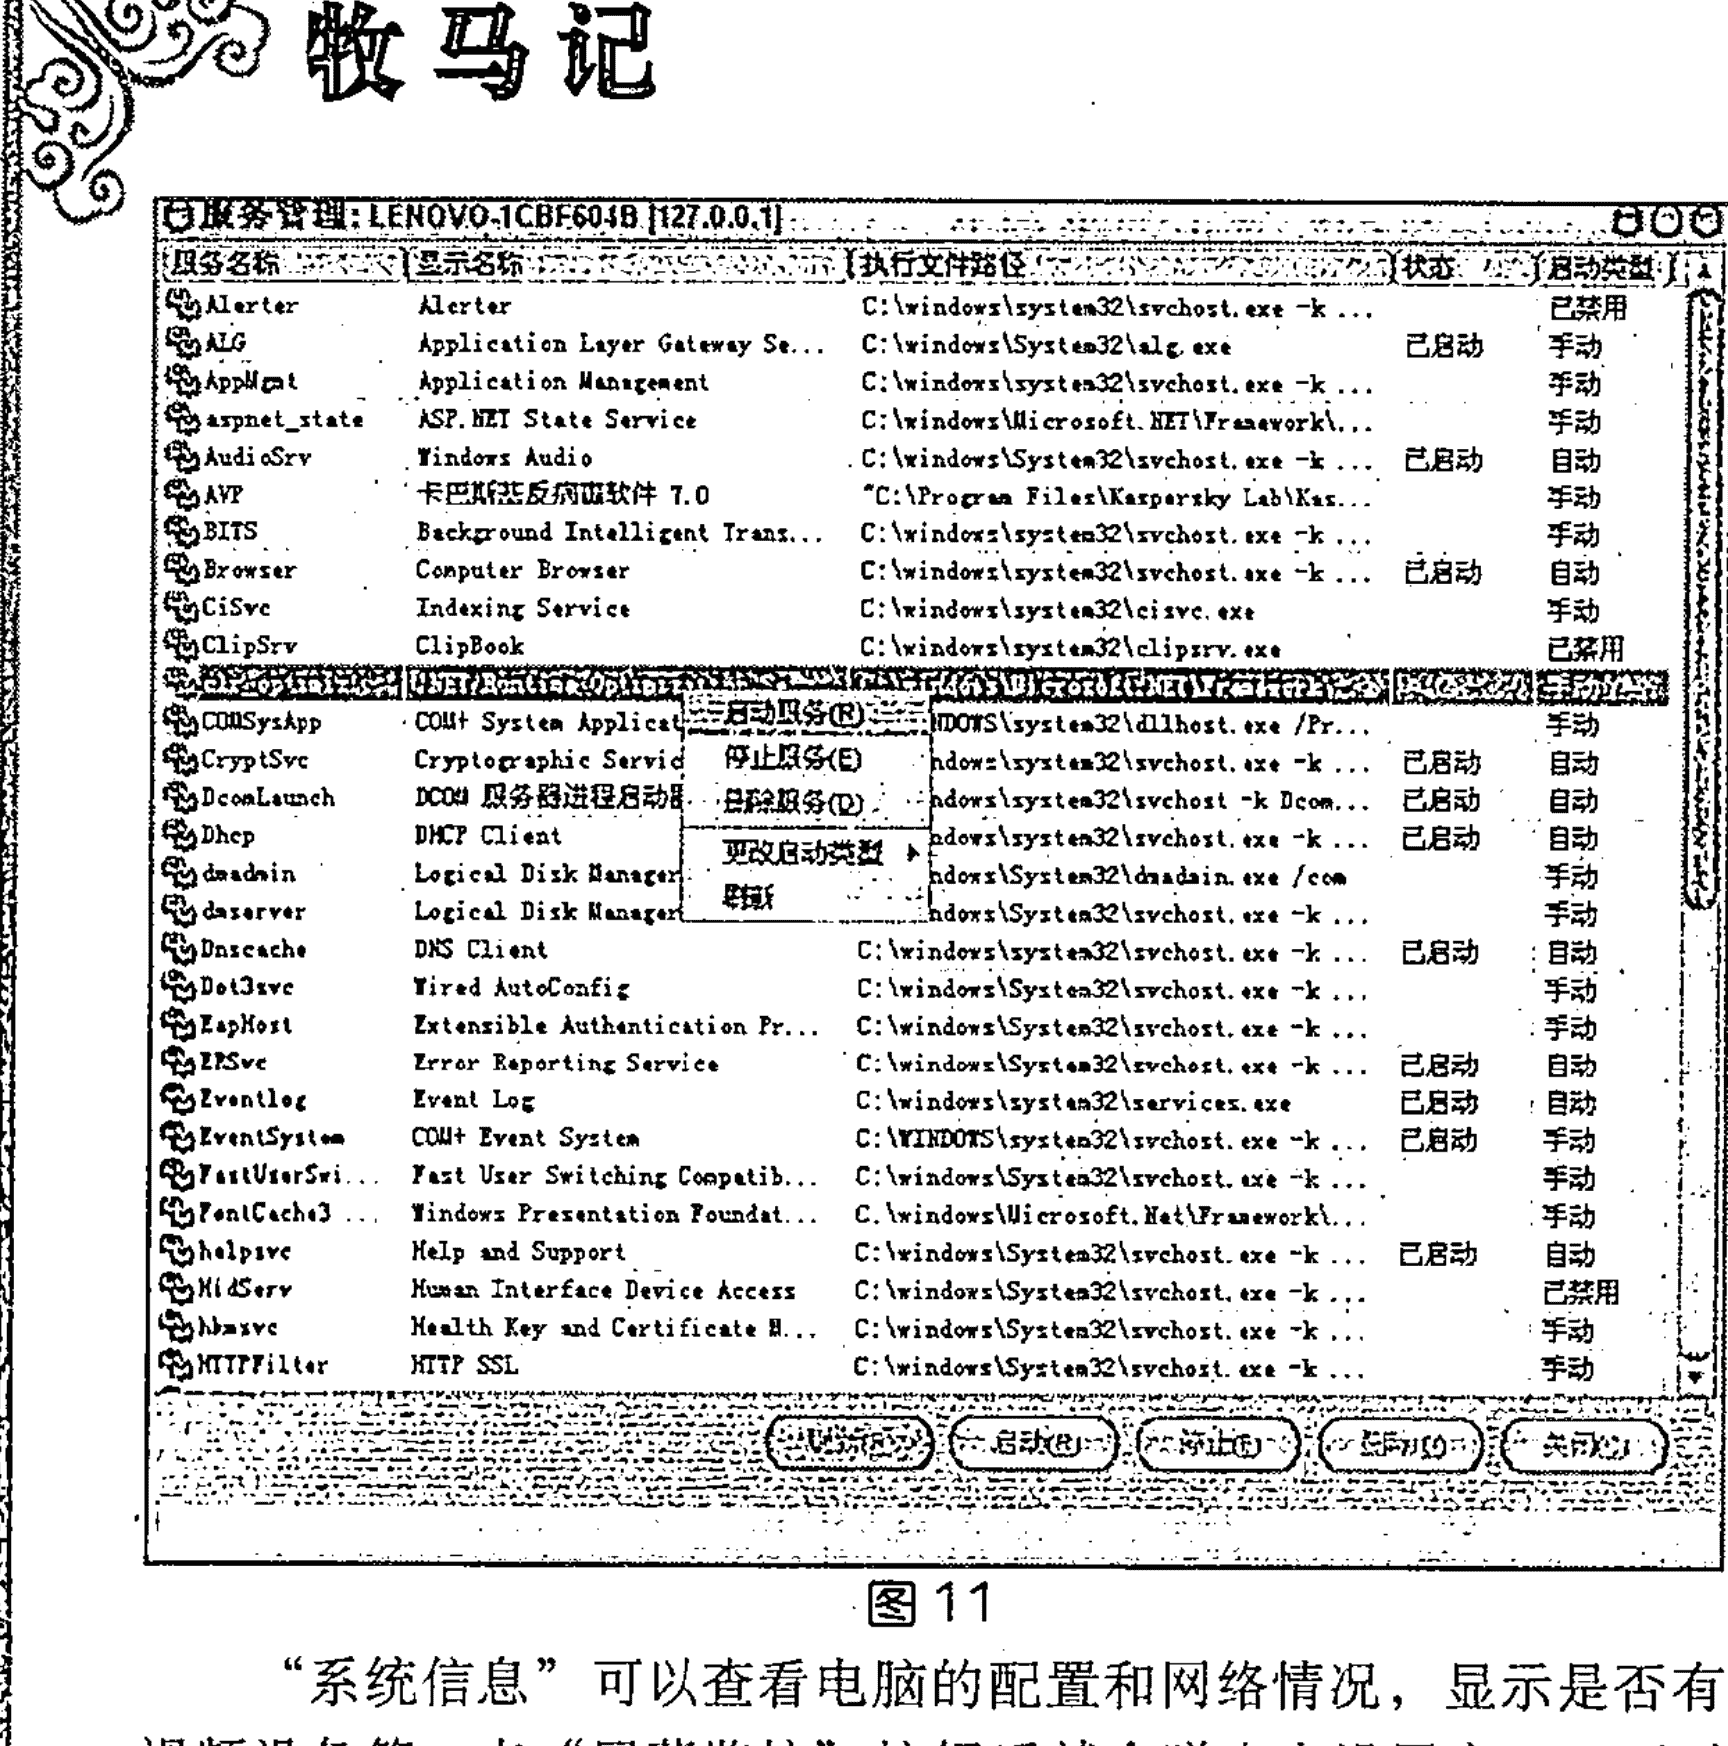 牧马记
服务管理: LENOVO-1CBF604B [127.0.0.1]
服务名称 显示名称 执行文件路径 状态 启动类型
Alerter Alerter C:\windows\system32\svchost.exe -k ... 已禁用
ALG Application Layer Gateway Se... C:\windows\System32\alg.exe 已启动 手动
AppMgmt Application Management C:\windows\system32\svchost.exe -k ... 手动
aspnet_state ASP.NET State Service C:\windows\Microsoft.NET\Framework\... 手动
AudioSrv Windows Audio C:\windows\System32\svchost.exe -k ... 已启动 自动
AVP 卡巴斯基反病毒软件 7.0 "C:\Program Files\Kaspersky Lab\Kas... 手动
BITS Background Intelligent Trans... C:\windows\system32\svchost.exe -k ... 手动
Browser Computer Browser C:\windows\system32\svchost.exe -k ... 已启动 自动
CiSvc Indexing Service C:\windows\system32\cisvc.exe 手动
ClipSrv ClipBook C:\windows\system32\clipsrv.exe 已禁用
手动
COMSysApp COM+ System Applicat NDOWS\system32\dllhost.exe /Pr... 手动
启动服务(R)
CryptSvc Cryptographic Servic ndows\system32\svchost.exe -k ... 已启动 自动
停止服务(E)
DcomLaunch DCOM 服务器进程启动器 ndows\system32\svchost -k Dcom... 已启动 自动
删除服务(D)
Dhcp DHCP Client ndows\system32\svchost.exe -k ... 已启动 自动
更改启动类型
dmadmin Logical Disk Manager ndows\System32\dmadmin.exe /com 手动
刷新
dmserver Logical Disk Manager ndows\System32\svchost.exe -k ... 手动
Dnscache DNS Client C:\windows\system32\svchost.exe -k ... 已启动 自动
Dot3svc Wired AutoConfig C:\windows\System32\svchost.exe -k ... 手动
EapHost Extensible Authentication Pr... C:\windows\System32\svchost.exe -k ... 手动
ERSvc Error Reporting Service C:\windows\System32\svchost.exe -k ... 已启动 自动
Eventlog Event Log C:\windows\system32\services.exe 已启动 自动
EventSystem COM+ Event System C:\WINDOWS\system32\svchost.exe -k ... 已启动 手动
FastUserSwi... Fast User Switching Compatib... C:\windows\System32\svchost.exe -k ... 手动
FontCache3 ... Windows Presentation Foundat... C:\windows\Microsoft.Net\Framework\... 手动
helpsvc Help and Support C:\windows\System32\svchost.exe -k ... 已启动 自动
HidServ Human Interface Device Access C:\windows\System32\svchost.exe -k ... 已禁用
hkmsvc Health Key and Certificate M... C:\windows\System32\svchost.exe -k ... 手动
HTTPFilter HTTP SSL C:\windows\System32\svchost.exe -k ... 手动
启动(R) 停止(E) 关闭(C)
图 11
“系统信息”可以查看电脑的配置和网络情况，显示是否有